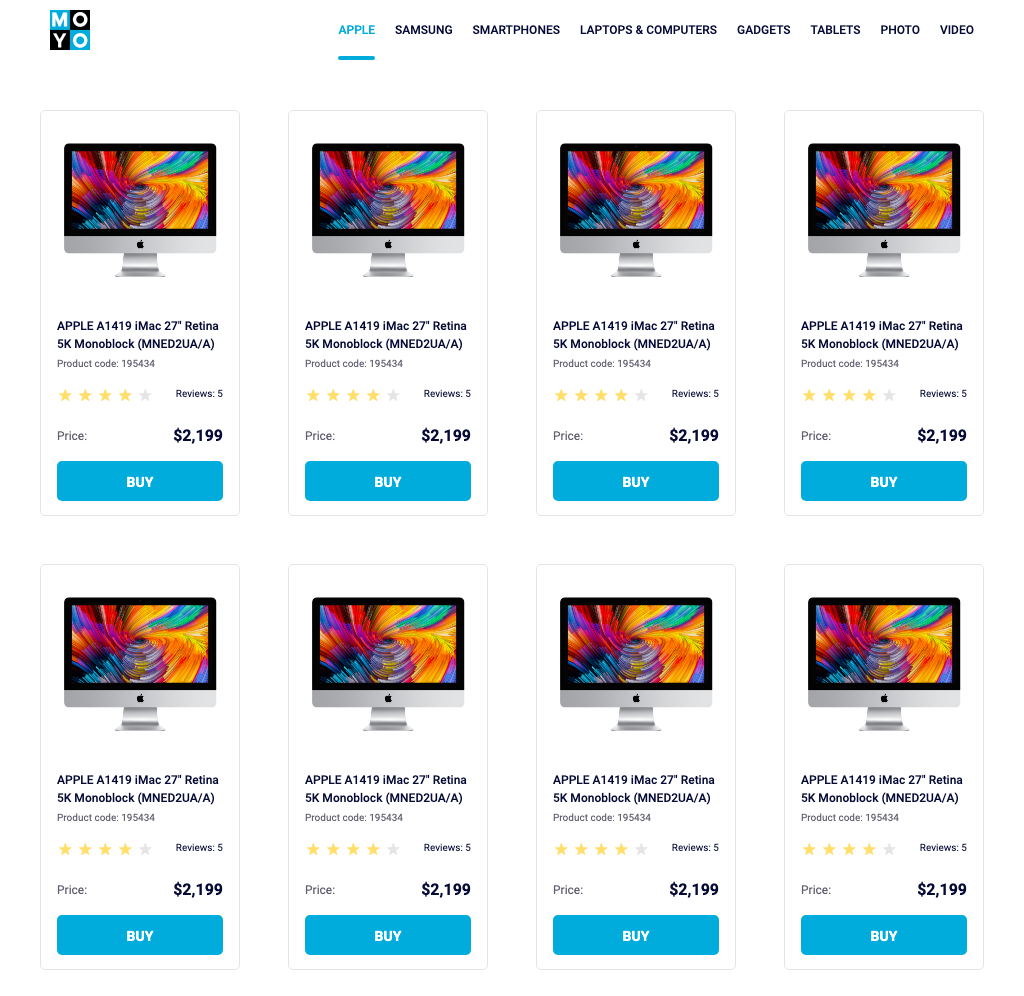 MO
YO
APPLE SAMSUNG SMARTPHONES LAPTOPS & COMPUTERS GADGETS TABLETS PHOTO VIDEO
APPLE A1419 iMac 27" Retina
5K Monoblock (MNED2UA/A)
Product code: 195434
Reviews: 5
Price: $2,199
BUY
APPLE A1419 iMac 27" Retina
5K Monoblock (MNED2UA/A)
Product code: 195434
Reviews: 5
Price: $2,199
BUY
APPLE A1419 iMac 27" Retina
5K Monoblock (MNED2UA/A)
Product code: 195434
Reviews: 5
Price: $2,199
BUY
APPLE A1419 iMac 27" Retina
5K Monoblock (MNED2UA/A)
Product code: 195434
Reviews: 5
Price: $2,199
BUY
APPLE A1419 iMac 27" Retina
5K Monoblock (MNED2UA/A)
Product code: 195434
Reviews: 5
Price: $2,199
BUY
APPLE A1419 iMac 27" Retina
5K Monoblock (MNED2UA/A)
Product code: 195434
Reviews: 5
Price: $2,199
BUY
APPLE A1419 iMac 27" Retina
5K Monoblock (MNED2UA/A)
Product code: 195434
Reviews: 5
Price: $2,199
BUY
APPLE A1419 iMac 27" Retina
5K Monoblock (MNED2UA/A)
Product code: 195434
Reviews: 5
Price: $2,199
BUY